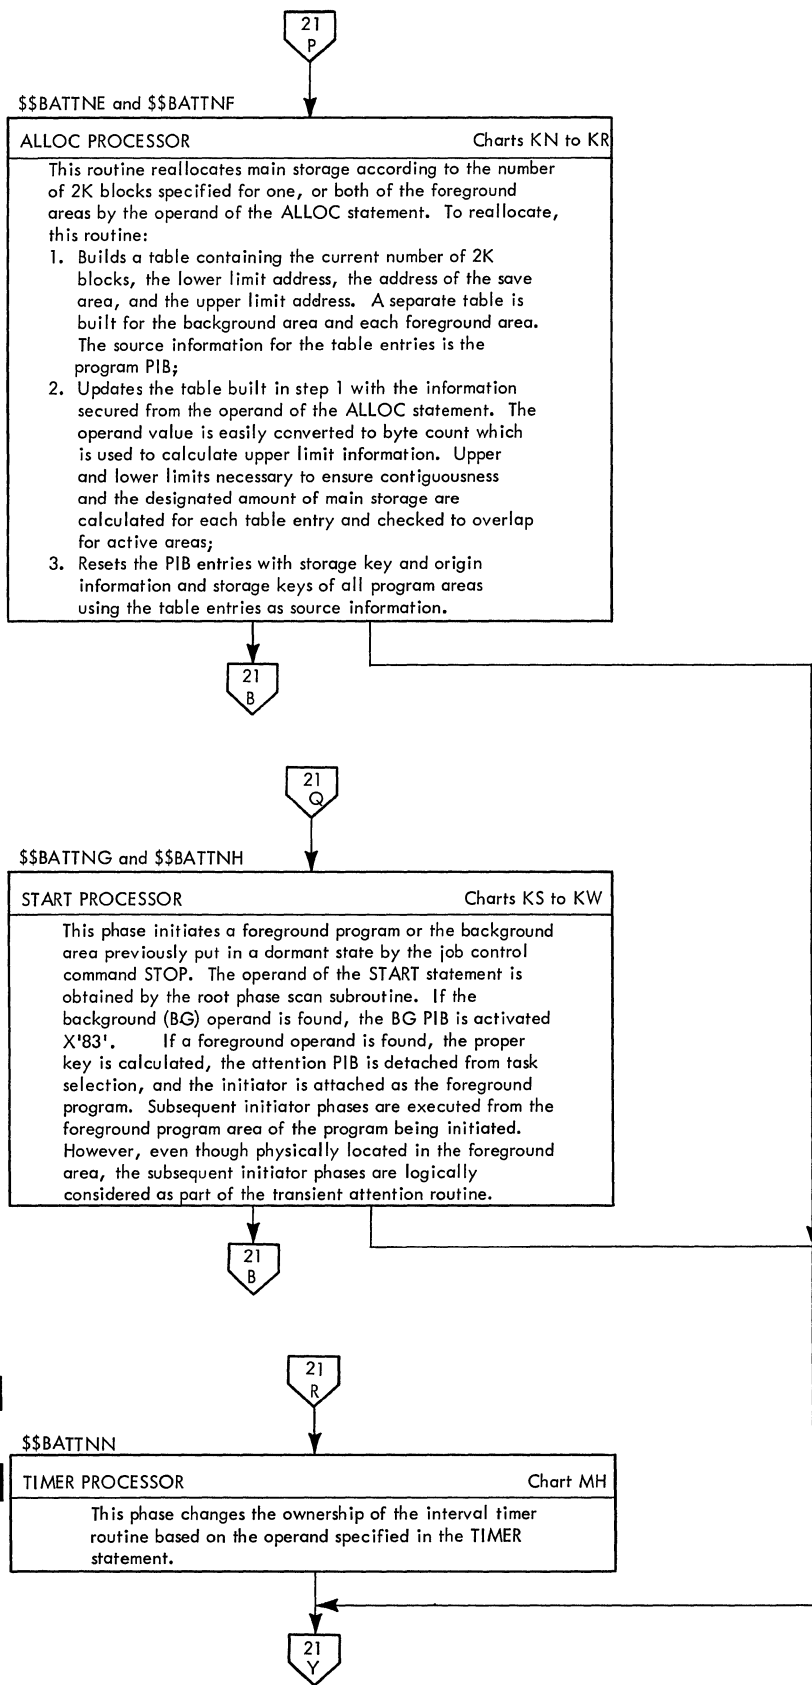 21
P
$$BATTNE and $$BATTNF
ALLOC PROCESSOR Charts KN to KR
This routine reallocates main storage according to the number
of 2K blocks specified for one, or both of the foreground
areas by the operand of the ALLOC statement. To reallocate,
this routine:
1. Builds a table containing the current number of 2K
blocks, the lower limit address, the address of the save
area, and the upper limit address. A separate table is
built for the background area and each foreground area.
The source information for the table entries is the
program PIB;
2. Updates the table built in step 1 with the information
secured from the operand of the ALLOC statement. The
operand value is easily converted to byte count which
is used to calculate upper limit information. Upper
and lower limits necessary to ensure contiguousness
and the designated amount of main storage are
calculated for each table entry and checked to overlap
for active areas;
3. Resets the PIB entries with storage key and origin
information and storage keys of all program areas
using the table entries as source information.
21
B
21
Q
$$BATTNG and $$BATTNH
START PROCESSOR Charts KS to KW
This phase initiates a foreground program or the background
area previously put in a dormant state by the job control
command STOP. The operand of the START statement is
obtained by the root phase scan subroutine. If the
background (BG) operand is found, the BG PIB is activated
X'83'. If a foreground operand is found, the proper
key is calculated, the attention PIB is detached from task
selection, and the initiator is attached as the foreground
program. Subsequent initiator phases are executed from the
foreground program area of the program being initiated.
However, even though physically located in the foreground
area, the subsequent initiator phases are logically
considered as part of the transient attention routine.
21
B
21
R
$$BATTNN
TIMER PROCESSOR Chart MH
This phase changes the ownership of the interval timer
routine based on the operand specified in the TIMER
statement.
21
Y